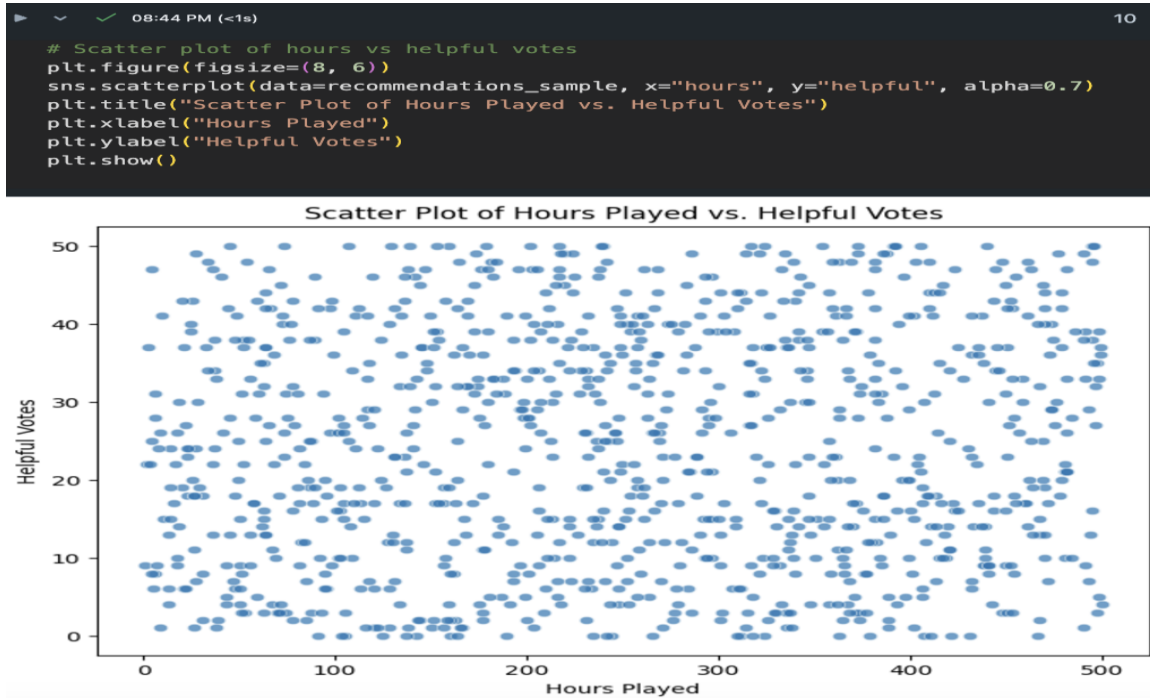 08:44 PM (<1s)
10
# Scatter plot of hours vs helpful votes
plt.figure(figsize=(8, 6))
sns.scatterplot(data=recommendations_sample, x="hours", y="helpful", alpha=0.7)
plt.title("Scatter Plot of Hours Played vs. Helpful Votes")
plt.xlabel("Hours Played")
plt.ylabel("Helpful Votes")
plt.show()
Scatter Plot of Hours Played vs. Helpful Votes
Helpful Votes
50
40
30
20
10
0
0 100 200 300 400 500
Hours Played